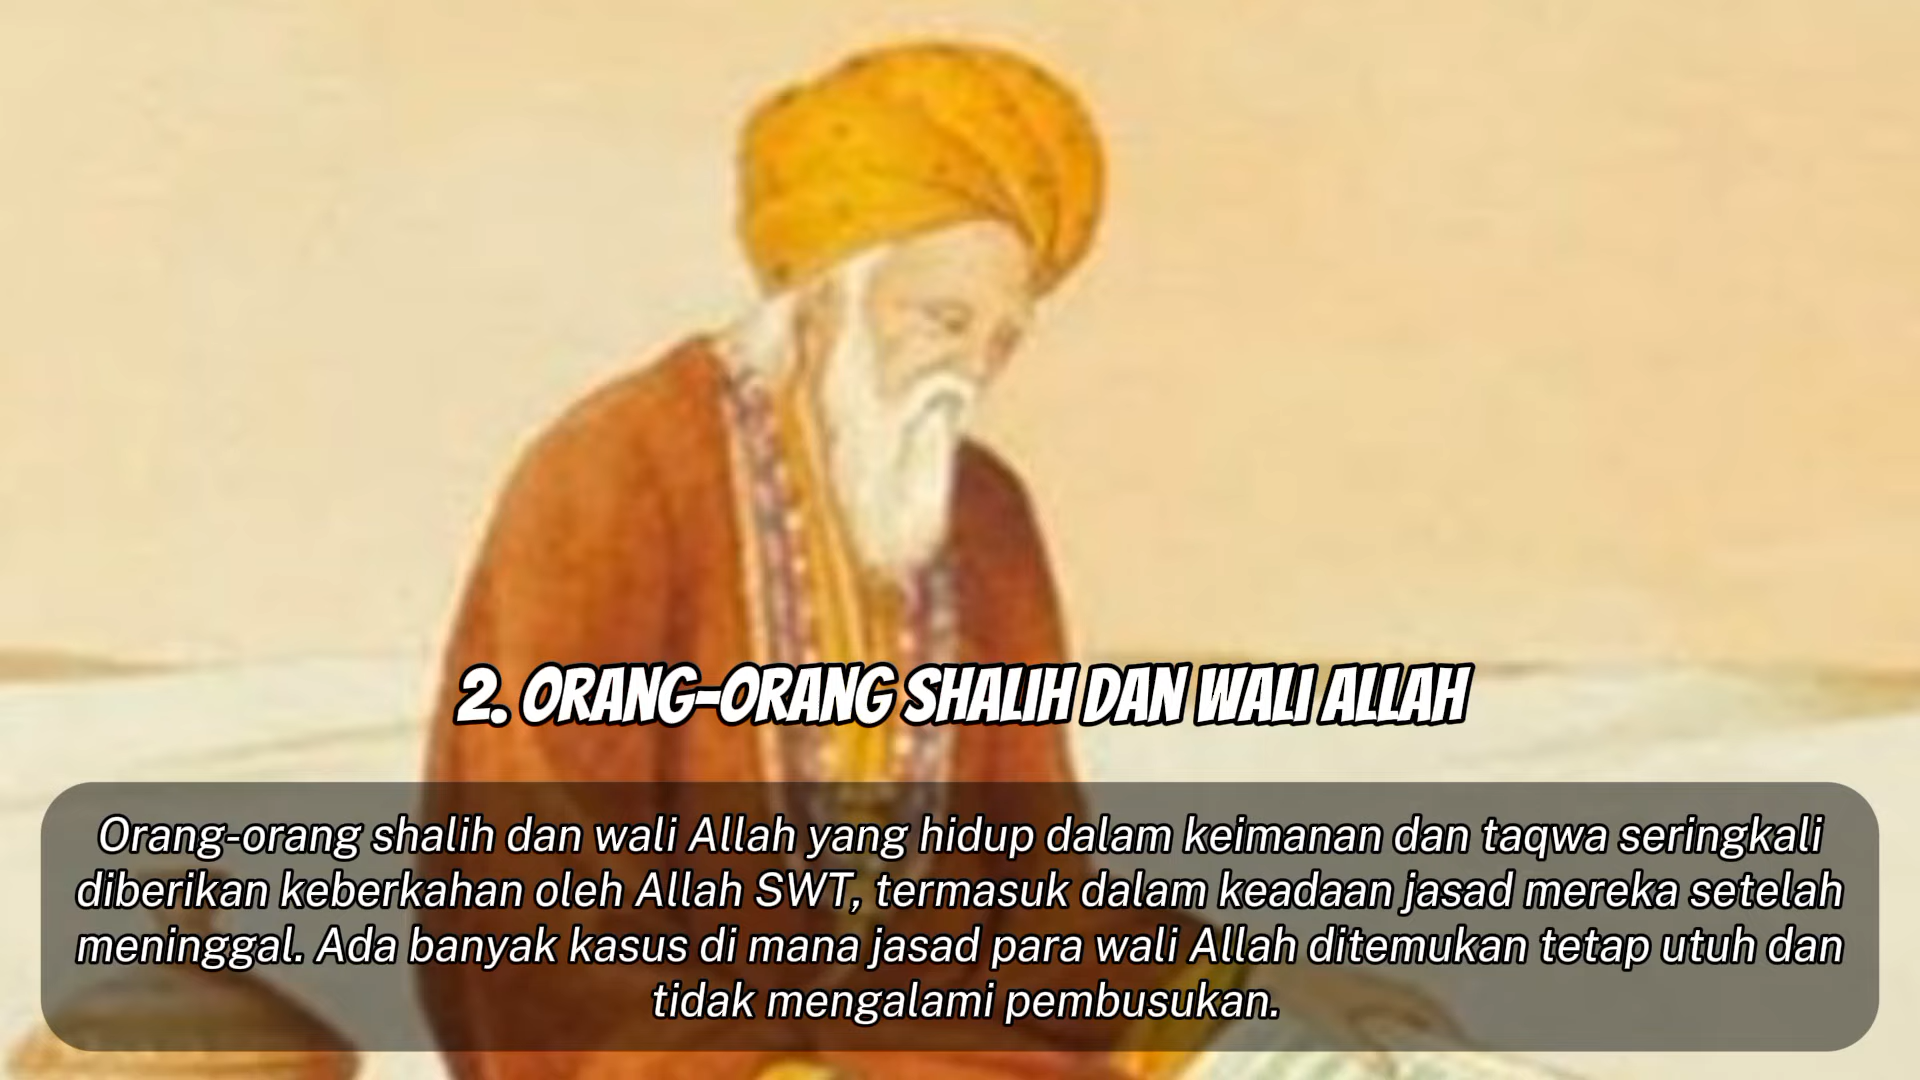 2. ORANG-ORANG SHALIH DAN WALI ALLAH
Orang-orang shalih dan wali Allah yang hidup dalam keimanan dan taqwa seringkali
diberikan keberkahan oleh Allah SWT, termasuk dalam keadaan jasad mereka setelah
meninggal. Ada banyak kasus di mana jasad para wali Allah ditemukan tetap utuh dan
tidak mengalami pembusukan.